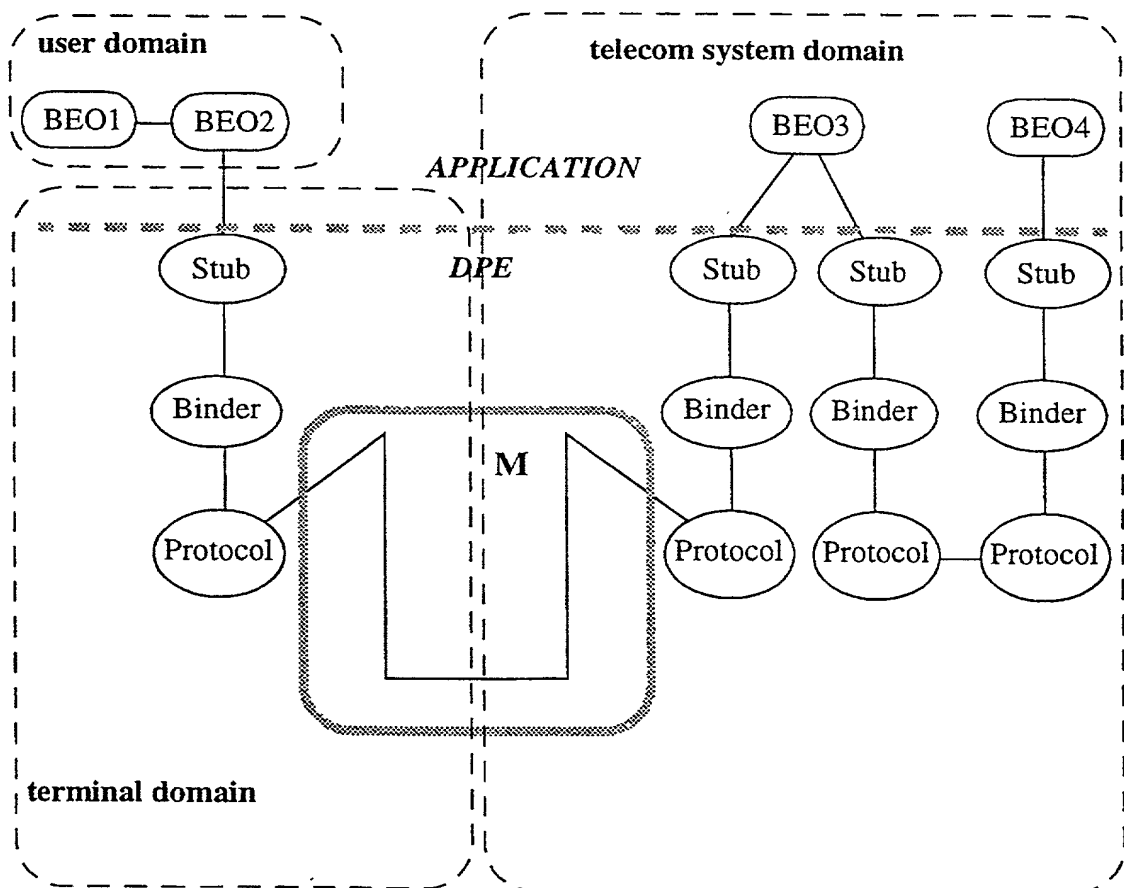 user domain
telecom system domain
BEO1
BEO2
BEO3
BEO4
APPLICATION
Stub
DPE
Stub
Stub
Stub
Binder
Binder
Binder
Binder
M
Protocol
Protocol
Protocol
Protocol
terminal domain